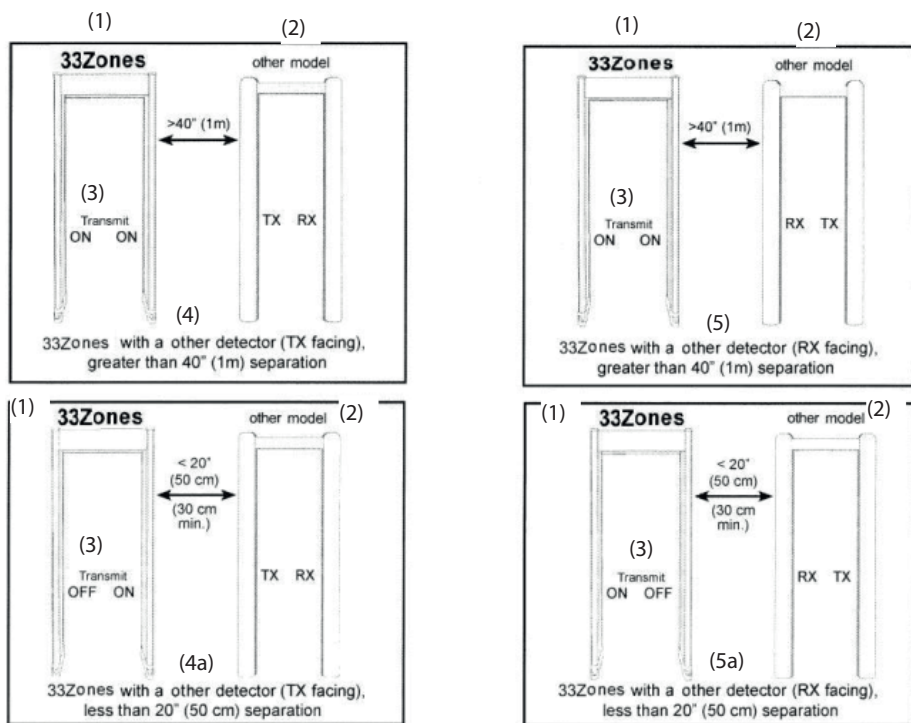 (1)
(2)
33Zones
other model
>40" (1m)
(3)
Transmit
ON ON
TX RX
(4)
33Zones with a other detector (TX facing),
greater than 40" (1m) separation
(1)
(2)
33Zones
other model
>40" (1m)
(3)
Transmit
ON ON
RX TX
(5)
33Zones with a other detector (RX facing),
greater than 40" (1m) separation
(1)
33Zones
other model
(2)
< 20"
(50 cm)
(30 cm
min.)
(3)
Transmit
OFF ON
TX RX
(4a)
33Zones with a other detector (TX facing),
less than 20" (50 cm) separation
(1)
33Zones
other model
(2)
< 20"
(50 cm)
(30 cm
min.)
(3)
Transmit
ON OFF
RX TX
(5a)
33Zones with a other detector (RX facing),
less than 20" (50 cm) separation